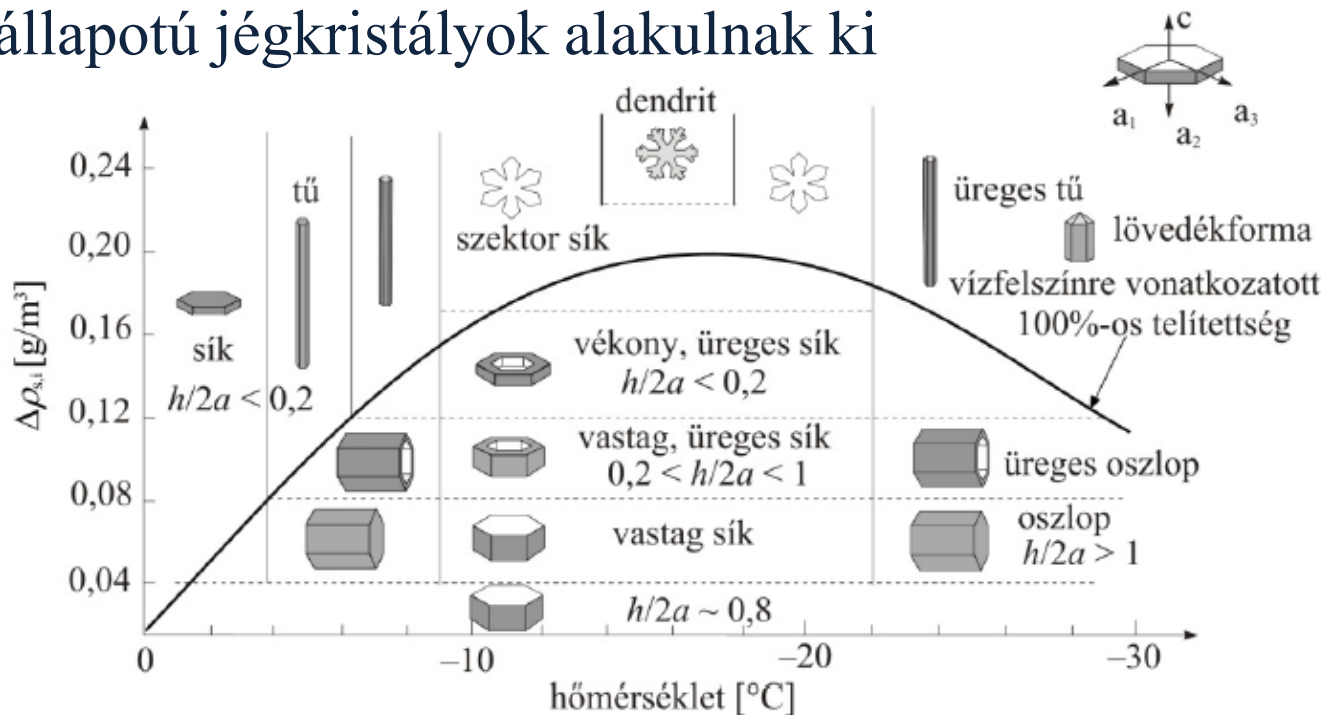 állapotú jégkristályok alakulnak ki
c
a₁
a₂
a₃
dendrit
0,24
tű
üreges tű
lövedékforma
szektor sík
0,20
vízfelszínre vonatkozatott
100%-os telítettség
0,16
sík
h/2a < 0,2
vékony, üreges sík
h/2a < 0,2
Δρs,i [g/m³]
0,12
vastag, üreges sík
0,2 < h/2a < 1
üreges oszlop
0,08
vastag sík
oszlop
h/2a > 1
0,04
h/2a ~ 0,8
0
–10
–20
–30
hőmérséklet [°C]